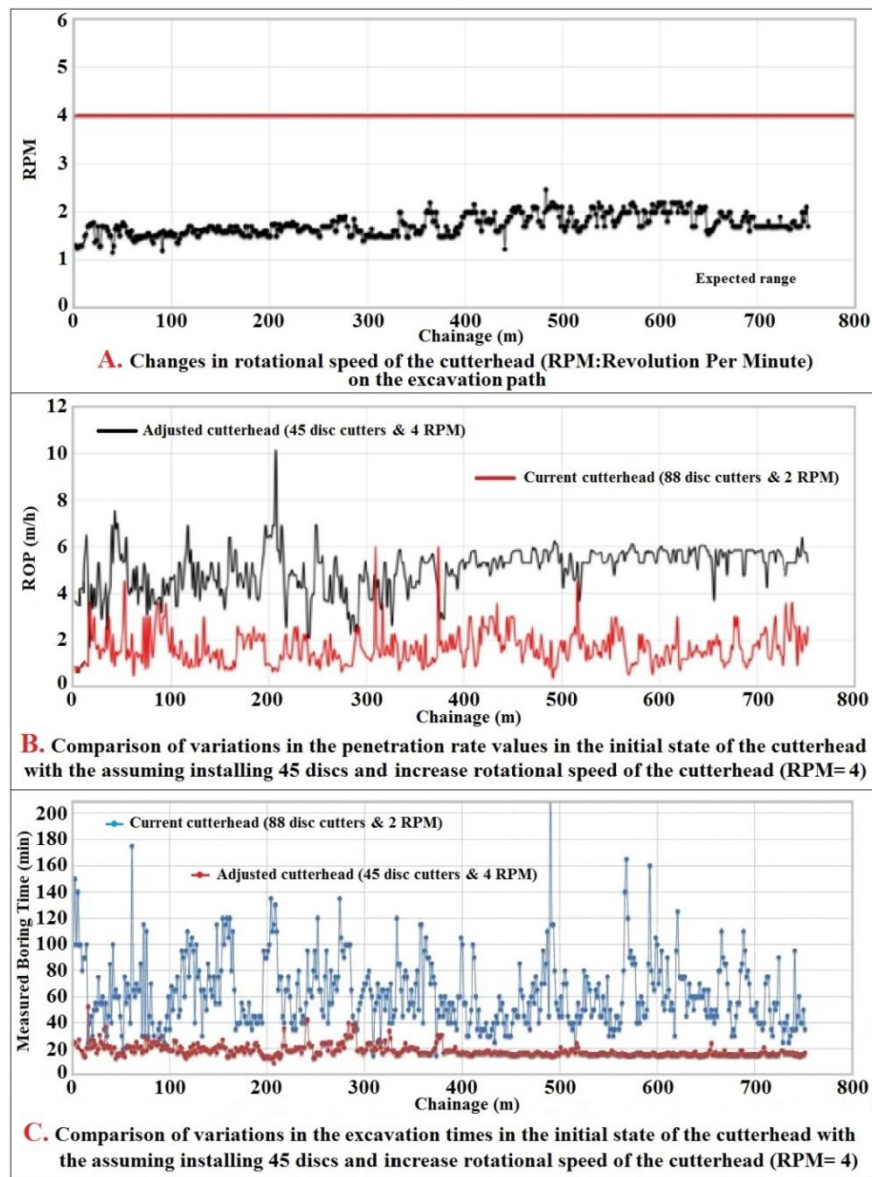 6
5
4
3
2
1
0
RPM
Expected range
0 100 200 300 400 500 600 700 800
Chainage (m)
A. Changes in rotational speed of the cutterhead (RPM:Revolution Per Minute)
on the excavation path
12
10
8
6
4
2
0
ROP (m/h)
Adjusted cutterhead (45 disc cutters & 4 RPM)
Current cutterhead (88 disc cutters & 2 RPM)
0 100 200 300 400 500 600 700 800
Chainage (m)
B. Comparison of variations in the penetration rate values in the initial state of the cutterhead
with the assuming installing 45 discs and increase rotational speed of the cutterhead (RPM= 4)
200
180
160
140
120
100
80
60
40
20
0
Measured Boring Time (min)
Current cutterhead (88 disc cutters & 2 RPM)
Adjusted cutterhead (45 disc cutters & 4 RPM)
0 100 200 300 400 500 600 700 800
Chainage (m)
C. Comparison of variations in the excavation times in the initial state of the cutterhead with
the assuming installing 45 discs and increase rotational speed of the cutterhead (RPM= 4)